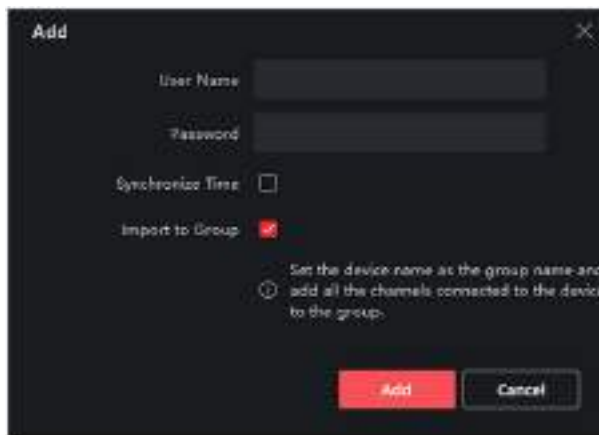 Add
User Name
Password
Synchronize Time
Import to Group
Set the device name as the group name and
add all the channels connected to the device
to the group.
Add
Cancel